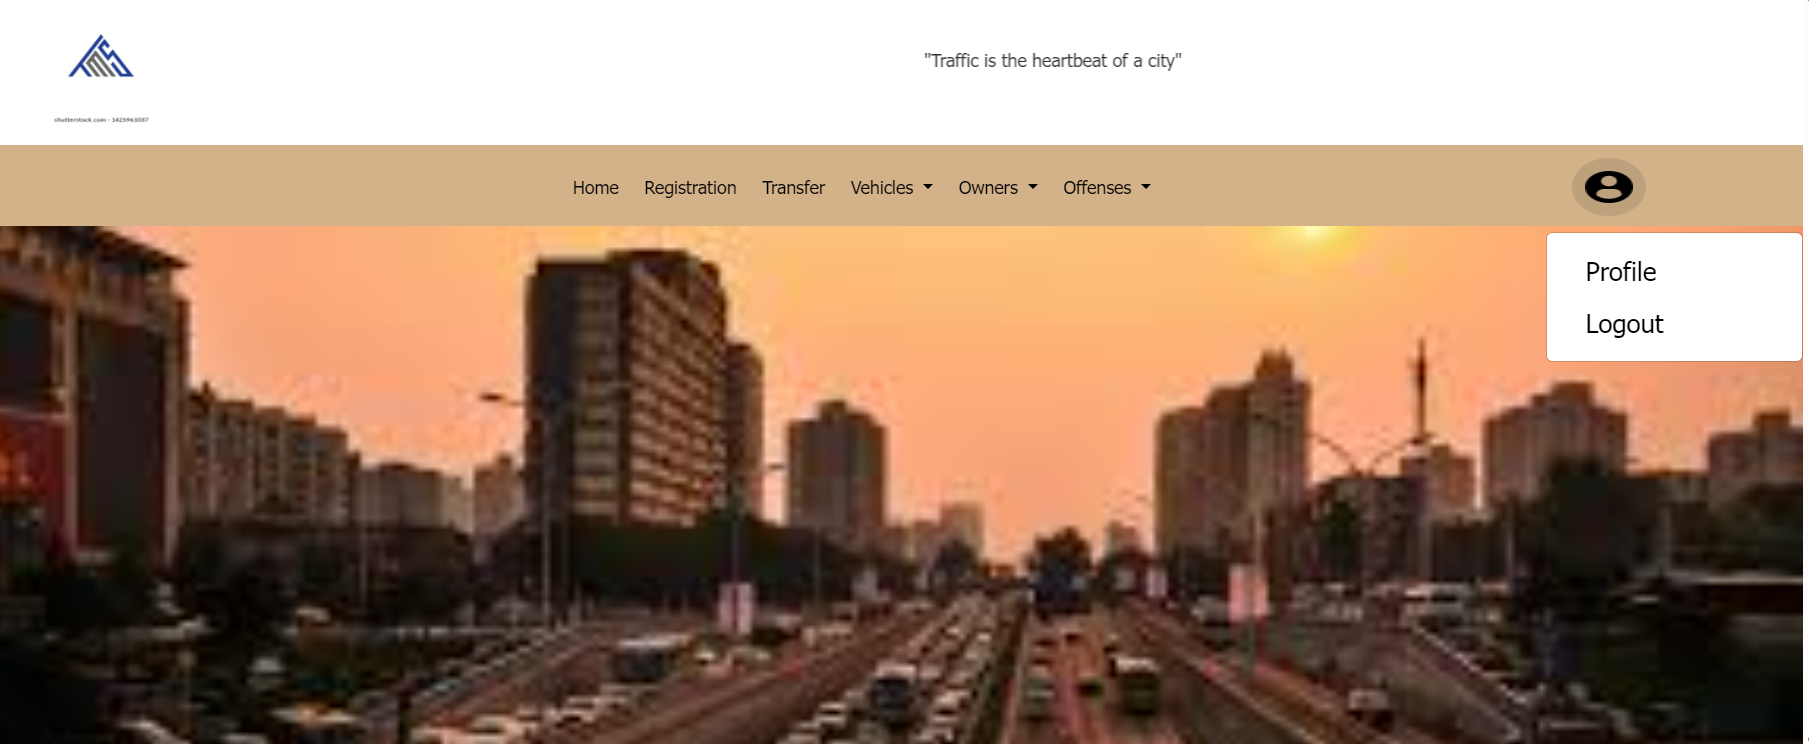 "Traffic is the heartbeat of a city"
shutterstock.com · 1425963087
Home Registration Transfer Vehicles Owners Offenses
Profile
Logout